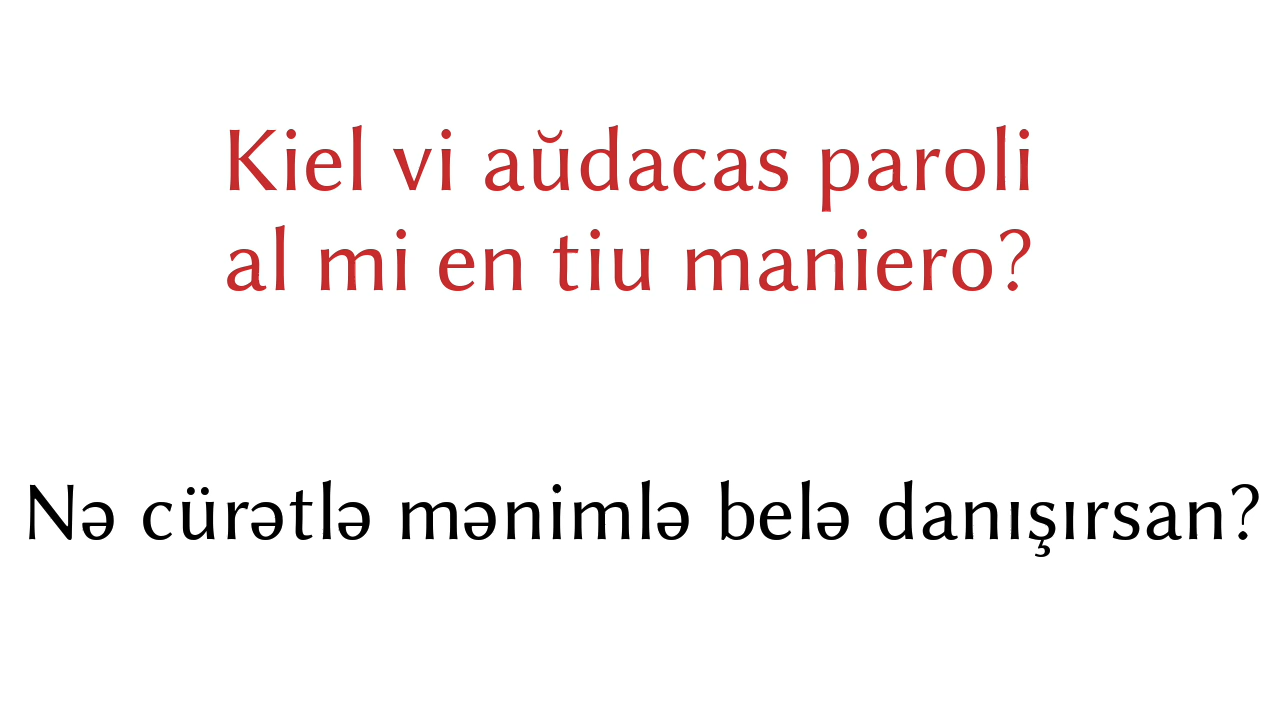 Kiel vi aŭdacas paroli
al mi en tiu maniero?
Nə cürətlə mənimlə belə danışırsan?